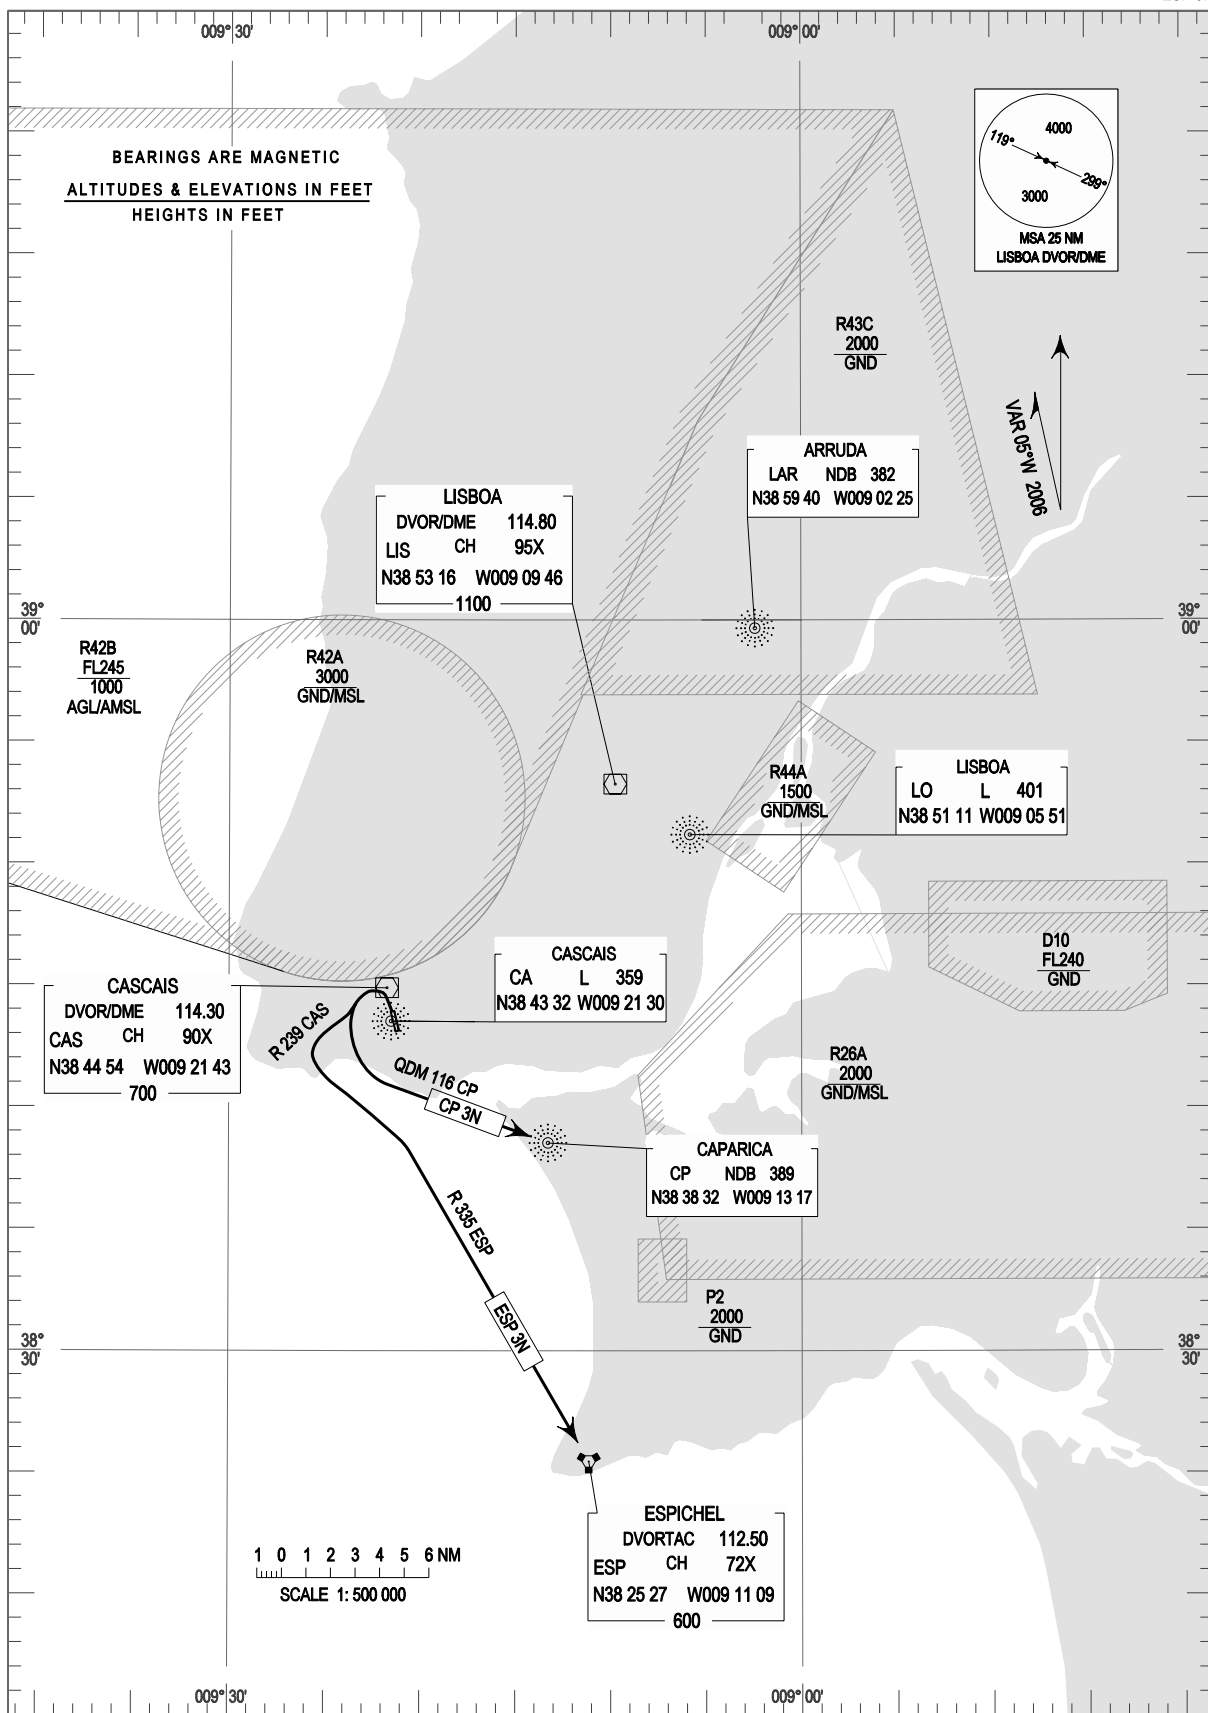 009° 30'
009° 00'
BEARINGS ARE MAGNETIC
ALTITUDES & ELEVATIONS IN FEET
HEIGHTS IN FEET
4000
119°
299°
3000
MSA 25 NM
LISBOA DVOR/DME
R43C
2000
GND
VAR 05°W 2006
ARRUDA
LAR NDB 382
N38 59 40 W009 02 25
LISBOA
DVOR/DME 114.80
LIS CH 95X
N38 53 16 W009 09 46
1100
39°
00'
39°
00'
R42B
FL245
1000
AGL/AMSL
R42A
3000
GND/MSL
R44A
1500
GND/MSL
LISBOA
LO L 401
N38 51 11 W009 05 51
D10
FL240
GND
CASCAIS
CA L 359
N38 43 32 W009 21 30
CASCAIS
DVOR/DME 114.30
CAS CH 90X
N38 44 54 W009 21 43
700
R 239 CAS
QDM 116 CP
CP 3N
R26A
2000
GND/MSL
CAPARICA
CP NDB 389
N38 38 32 W009 13 17
R 335 ESP
ESP 3N
P2
2000
GND
38°
30'
38°
30'
ESPICHEL
DVORTAC 112.50
ESP CH 72X
N38 25 27 W009 11 09
600
1 0 1 2 3 4 5 6 NM
SCALE 1: 500 000
009° 30'
009° 00'